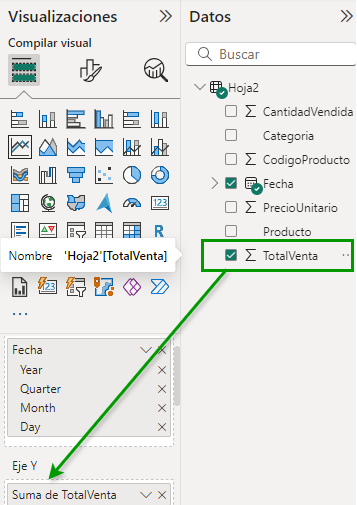 Visualizaciones
Compilar visual
Nombre 'Hoja2'[TotalVenta]
Fecha
Year
Quarter
Month
Day
Eje Y
Suma de TotalVenta
Datos
Buscar
Hoja2
CantidadVendida
Categoria
CodigoProducto
Fecha
PrecioUnitario
Producto
TotalVenta